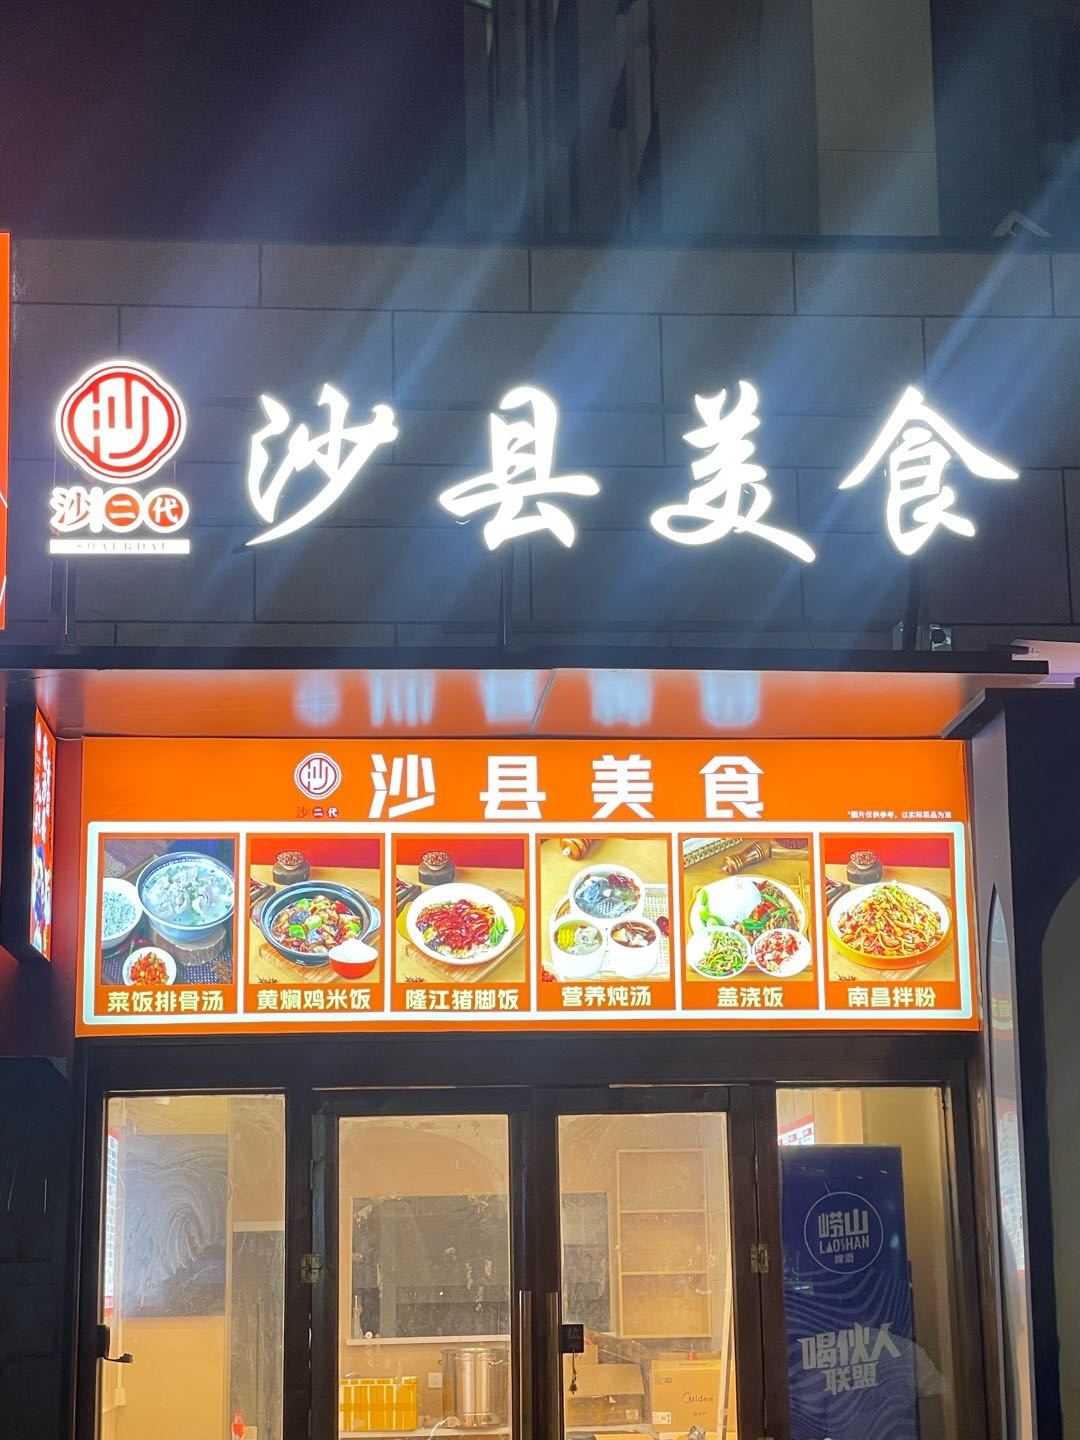 沙
沙二代
沙县美食
沙
沙二代
沙县美食
*图片仅供参考，以实际菜品为准
菜饭排骨汤
黄焖鸡米饭
隆江猪脚饭
营养炖汤
盖浇饭
南昌拌粉
崂山
LAOSHAN
啤酒
喝伙人
联盟
Midea